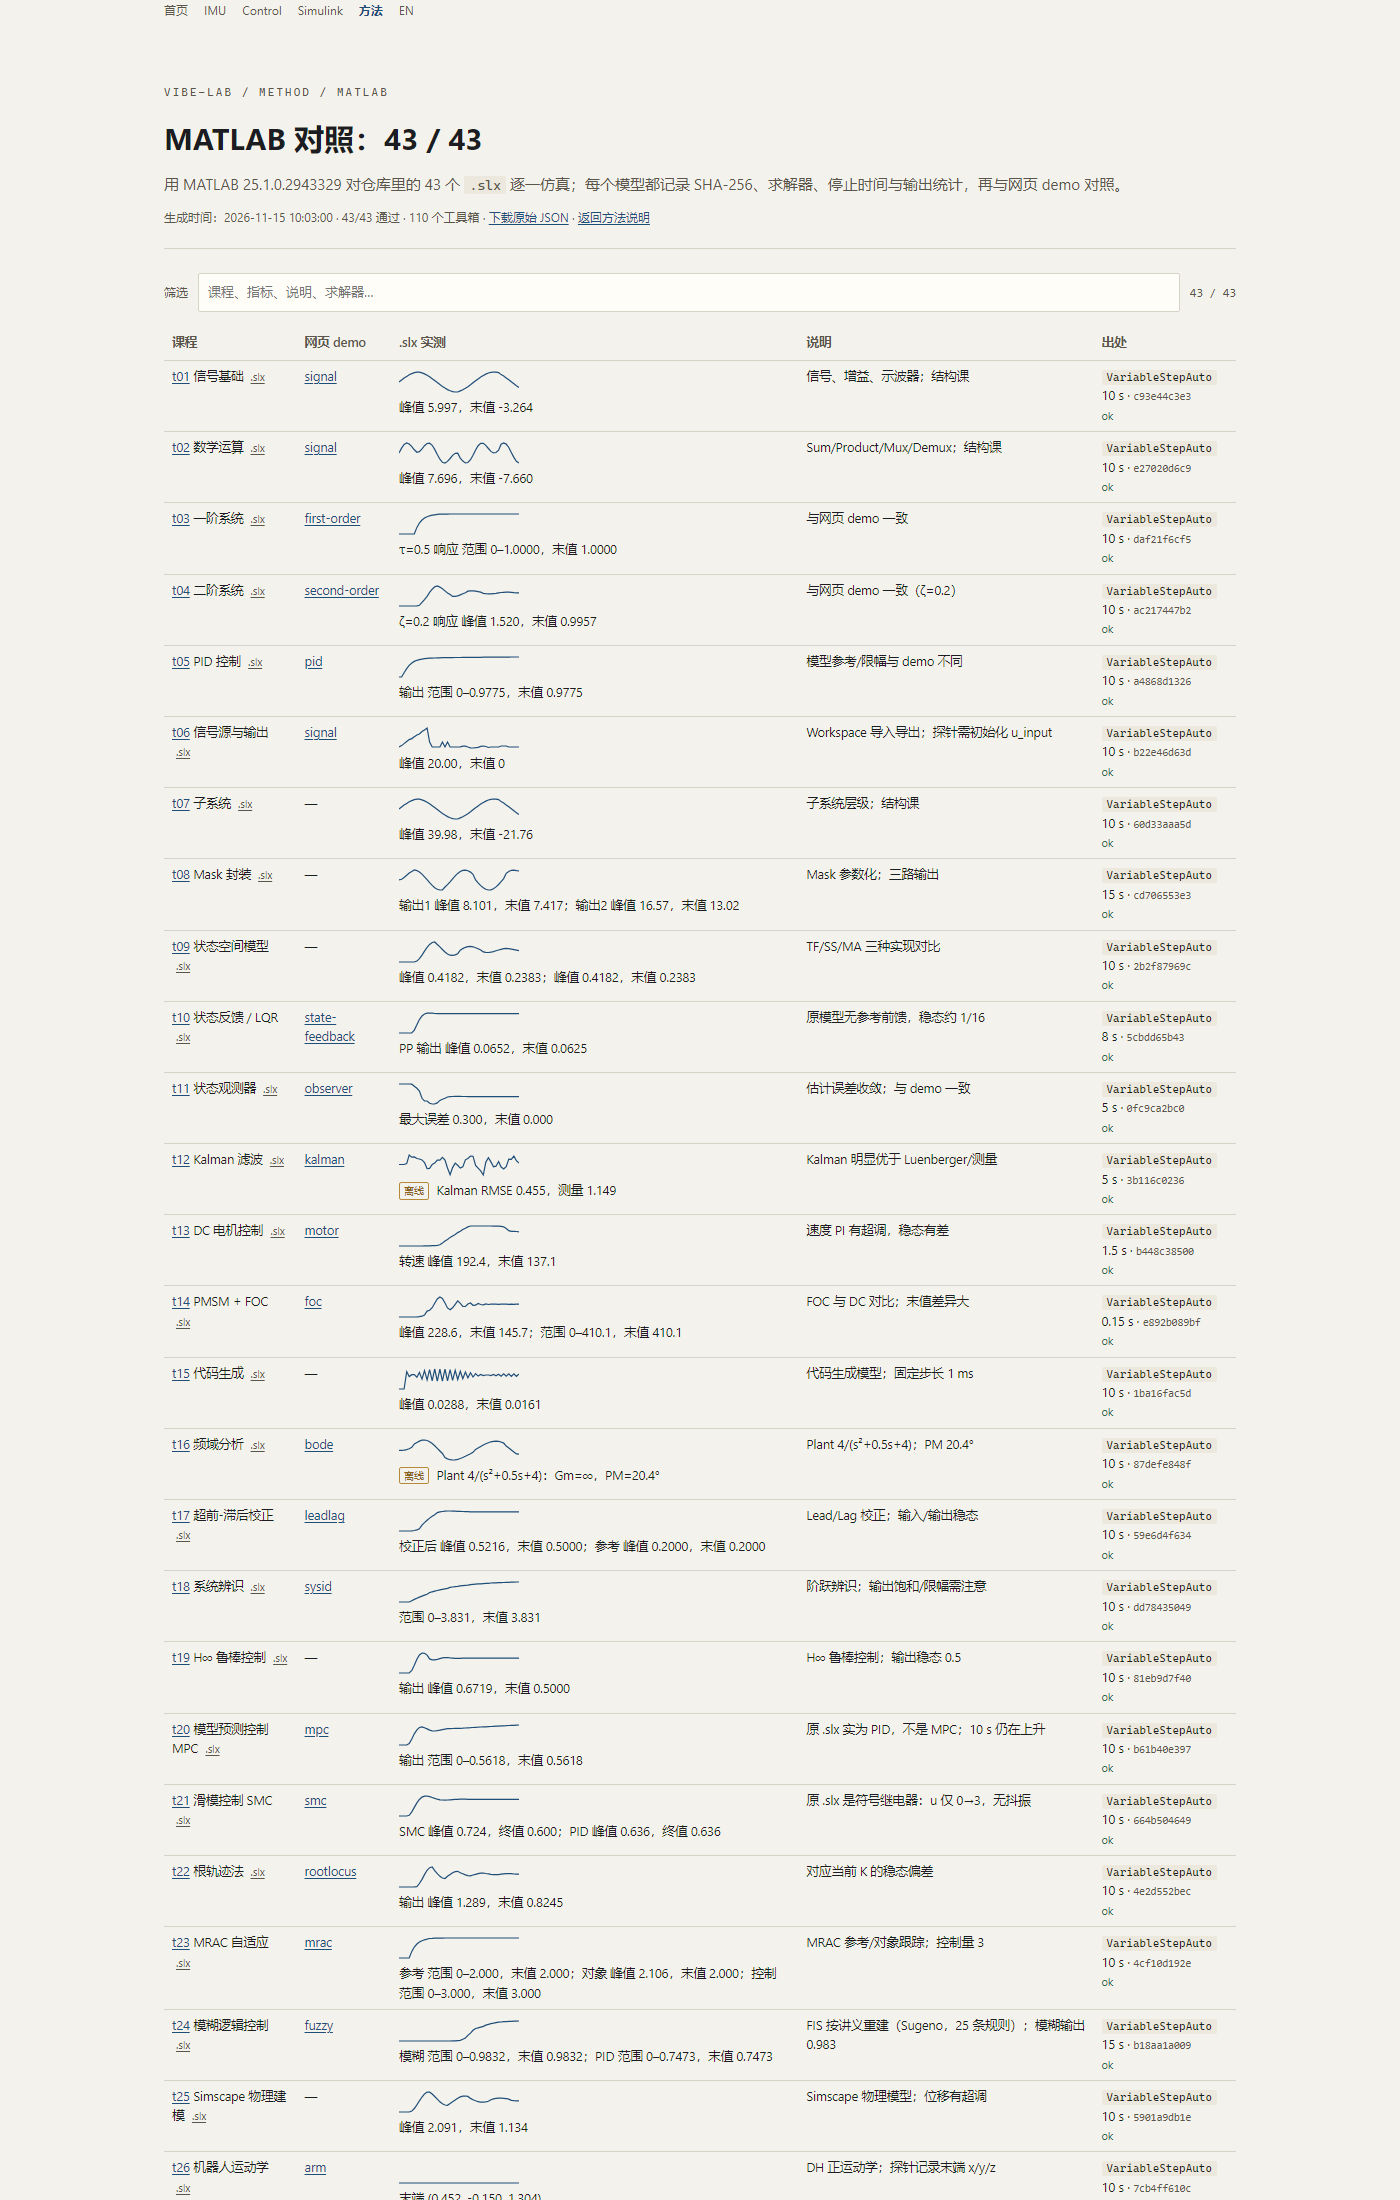 首页 IMU Control Simulink 方法 EN
VIBE-LAB / METHOD / MATLAB
MATLAB 对照：43 / 43
用 MATLAB 25.1.0.2943329 对仓库里的 43 个 .slx 逐一仿真；每个模型都记录 SHA-256、求解器、停止时间与输出统计，再与网页 demo 对照。
生成时间：2026-11-15 10:03:00 · 43/43 通过 · 110 个工具箱 · 下载原始 JSON · 返回方法说明
筛选 课程、指标、说明、求解器... 43 / 43
课程 网页 demo .slx 实测 说明 出处
t01 信号基础 .slx signal 信号、增益、示波器；结构课 VariableStepAuto
峰值 5.997，末值 -3.264 10 s · c93e44c3e3
ok
t02 数学运算 .slx signal Sum/Product/Mux/Demux；结构课 VariableStepAuto
峰值 7.696，末值 -7.660 10 s · e27020d6c9
ok
t03 一阶系统 .slx first-order 与网页 demo 一致 VariableStepAuto
τ=0.5 响应 范围 0–1.0000，末值 1.0000 10 s · daf21f6cf5
ok
t04 二阶系统 .slx second-order 与网页 demo 一致（ζ=0.2） VariableStepAuto
ζ=0.2 响应 峰值 1.520，末值 0.9957 10 s · ac217447b2
ok
t05 PID 控制 .slx pid 模型参考/限幅与 demo 不同 VariableStepAuto
输出 范围 0–0.9775，末值 0.9775 10 s · a4868d1326
ok
t06 信号源与输出 signal Workspace 导入导出；探针需初始化 u_input VariableStepAuto
.slx 峰值 20.00，末值 0 10 s · b22e46d63d
ok
t07 子系统 .slx — 子系统层级；结构课 VariableStepAuto
峰值 39.98，末值 -21.76 10 s · 60d33aaa5d
ok
t08 Mask 封装 .slx — Mask 参数化；三路输出 VariableStepAuto
输出1 峰值 8.101，末值 7.417；输出2 峰值 16.57，末值 13.02 15 s · cd706553e3
ok
t09 状态空间模型 — TF/SS/MA 三种实现对比 VariableStepAuto
.slx 峰值 0.4182，末值 0.2383；峰值 0.4182，末值 0.2383 10 s · 2b2f87969c
ok
t10 状态反馈 / LQR state- 原模型无参考前馈，稳态约 1/16 VariableStepAuto
.slx feedback PP 输出 峰值 0.0652，末值 0.0625 8 s · 5cbdd65b43
ok
t11 状态观测器 .slx observer 估计误差收敛；与 demo 一致 VariableStepAuto
最大误差 0.300，末值 0.000 5 s · 0fc9ca2bc0
ok
t12 Kalman 滤波 .slx kalman Kalman 明显优于 Luenberger/测量 VariableStepAuto
离线 Kalman RMSE 0.455，测量 1.149 5 s · 3b116c0236
ok
t13 DC 电机控制 .slx motor 速度 PI 有超调，稳态有差 VariableStepAuto
转速 峰值 192.4，末值 137.1 1.5 s · b448c38500
ok
t14 PMSM + FOC foc FOC 与 DC 对比；末值差异大 VariableStepAuto
.slx 峰值 228.6，末值 145.7；范围 0–410.1，末值 410.1 0.15 s · e892b089bf
ok
t15 代码生成 .slx — 代码生成模型；固定步长 1 ms VariableStepAuto
峰值 0.0288，末值 0.0161 10 s · 1ba16fac5d
ok
t16 频域分析 .slx bode Plant 4/(s²+0.5s+4)；PM 20.4° VariableStepAuto
离线 Plant 4/(s²+0.5s+4)：Gm=∞，PM=20.4° 10 s · 87defe848f
ok
t17 超前-滞后校正 leadlag Lead/Lag 校正；输入/输出稳态 VariableStepAuto
.slx 校正后 峰值 0.5216，末值 0.5000；参考 峰值 0.2000，末值 0.2000 10 s · 59e6d4f634
ok
t18 系统辨识 .slx sysid 阶跃辨识；输出饱和/限幅需注意 VariableStepAuto
范围 0–3.831，末值 3.831 10 s · dd78435049
ok
t19 H∞ 鲁棒控制 .slx — H∞ 鲁棒控制；输出稳态 0.5 VariableStepAuto
输出 峰值 0.6719，末值 0.5000 10 s · 81eb9d7f40
ok
t20 模型预测控制 mpc 原 .slx 实为 PID，不是 MPC；10 s 仍在上升 VariableStepAuto
MPC .slx 输出 范围 0–0.5618，末值 0.5618 10 s · b61b40e397
ok
t21 滑模控制 SMC smc 原 .slx 是符号继电器：u 仅 0→3，无抖振 VariableStepAuto
.slx SMC 峰值 0.724，终值 0.600；PID 峰值 0.636，终值 0.636 10 s · 664b504649
ok
t22 根轨迹法 .slx rootlocus 对应当前 K 的稳态偏差 VariableStepAuto
输出 峰值 1.289，末值 0.8245 10 s · 4e2d552bec
ok
t23 MRAC 自适应 mrac MRAC 参考/对象跟踪；控制量 3 VariableStepAuto
.slx 参考 范围 0–2.000，末值 2.000；对象 峰值 2.106，末值 2.000；控制 10 s · 4cf10d192e
范围 0–3.000，末值 3.000 ok
t24 模糊逻辑控制 fuzzy FIS 按讲义重建（Sugeno，25 条规则）；模糊输出 VariableStepAuto
.slx 模糊 范围 0–0.9832，末值 0.9832；PID 范围 0–0.7473，末值 0.7473 0.983 15 s · b18aa1a009
ok
t25 Simscape 物理建 — Simscape 物理模型；位移有超调 VariableStepAuto
模 .slx 峰值 2.091，末值 1.134 10 s · 5901a9db1e
ok
t26 机器人运动学 arm DH 正运动学；探针记录末端 x/y/z VariableStepAuto
.slx 末端 (0.452, -0.150, 1.304) 10 s · 7cb4ff610c